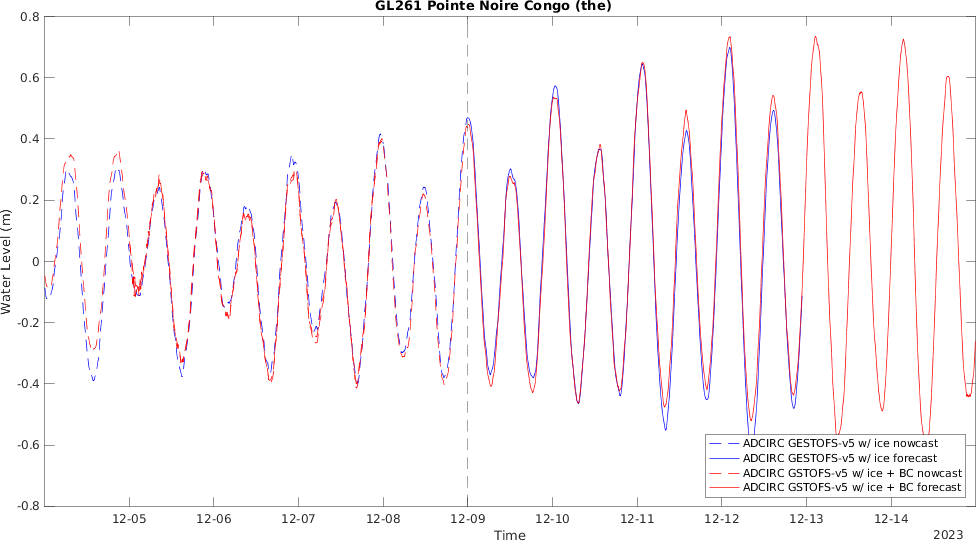 GL261 Pointe Noire Congo (the)
0.8
0.6
0.4
0.2
0
-0.2
-0.4
-0.6
-0.8
Water Level (m)
12-05 12-06 12-07 12-08 12-09 12-10 12-11 12-12 12-13 12-14
Time
2023
ADCIRC GESTOFS-v5 w/ ice nowcast
ADCIRC GESTOFS-v5 w/ ice forecast
ADCIRC GSTOFS-v5 w/ ice + BC nowcast
ADCIRC GSTOFS-v5 w/ ice + BC forecast